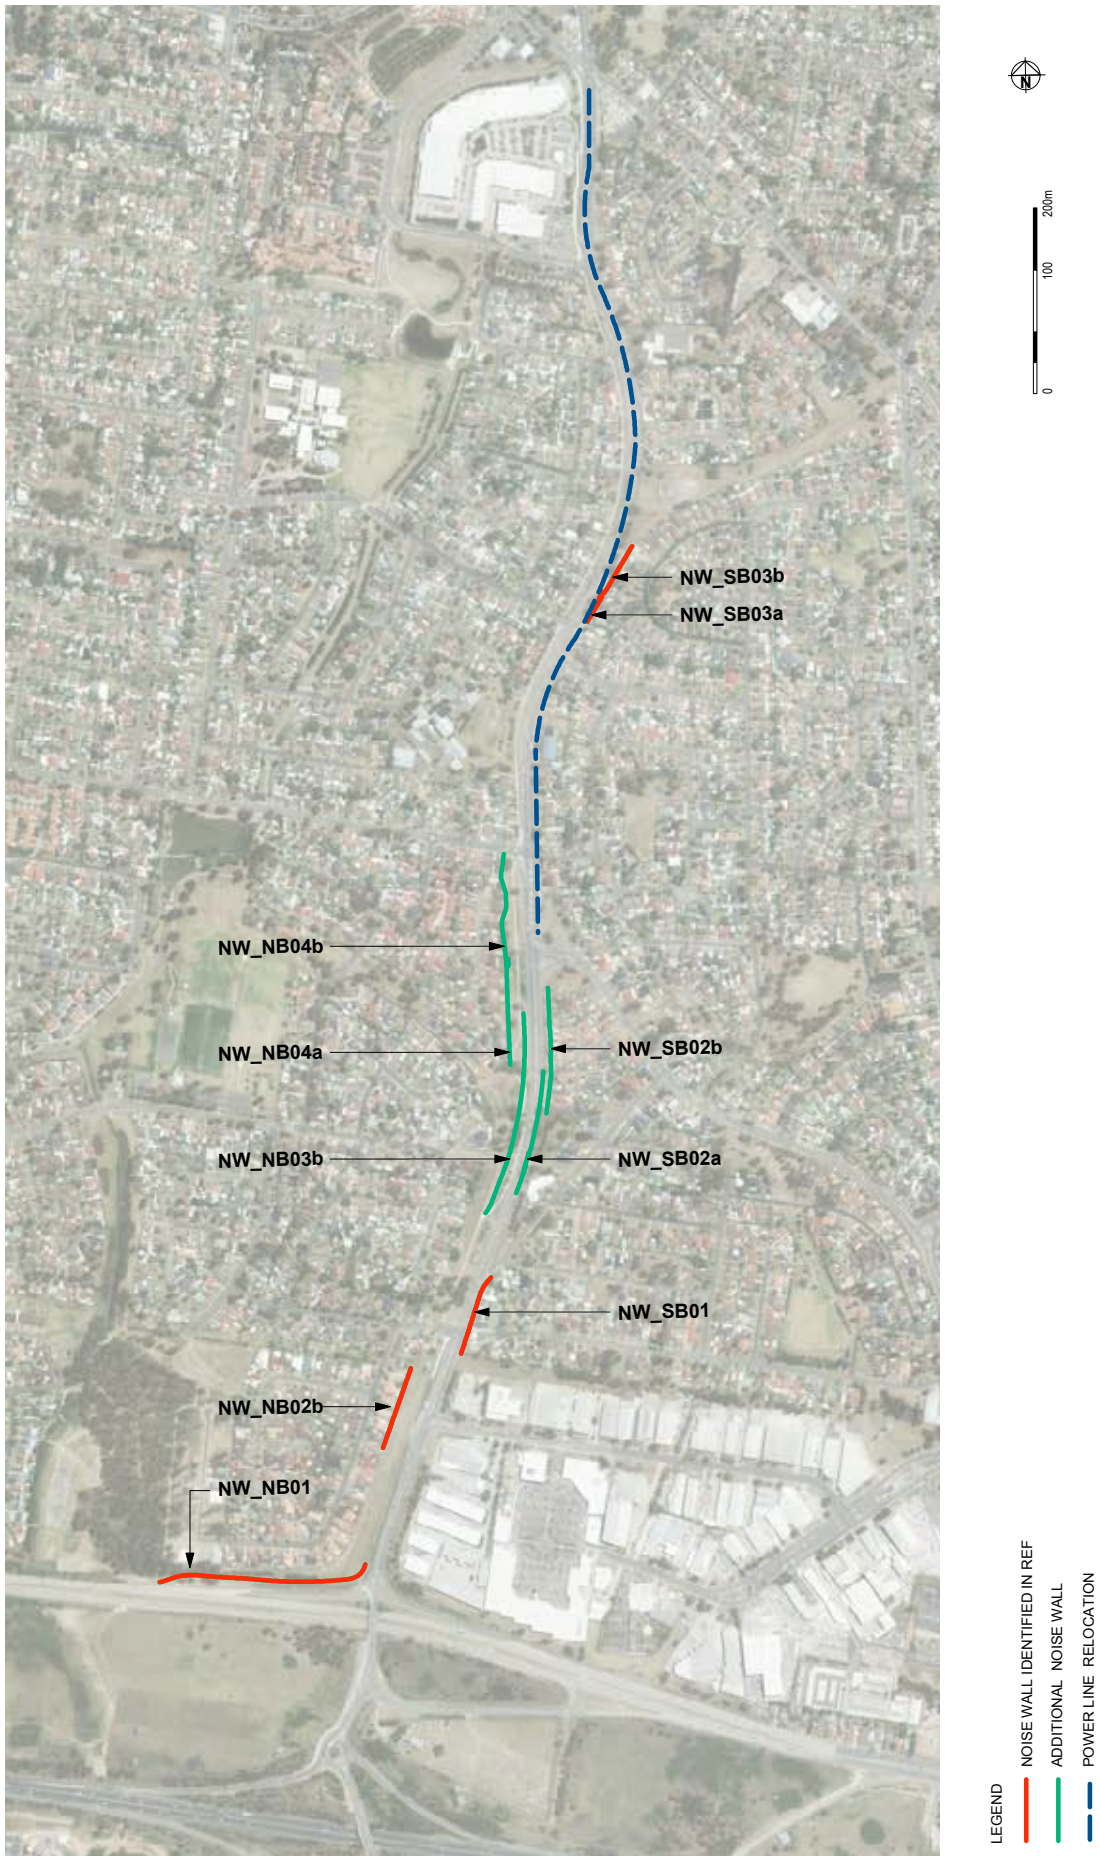 N
200m
100
0
NW_SB03b
NW_SB03a
NW_NB04b
NW_NB04a
NW_SB02b
NW_NB03b
NW_SB02a
NW_SB01
NW_NB02b
NW_NB01
LEGEND
NOISE WALL IDENTIFIED IN REF
ADDITIONAL NOISE WALL
POWER LINE RELOCATION